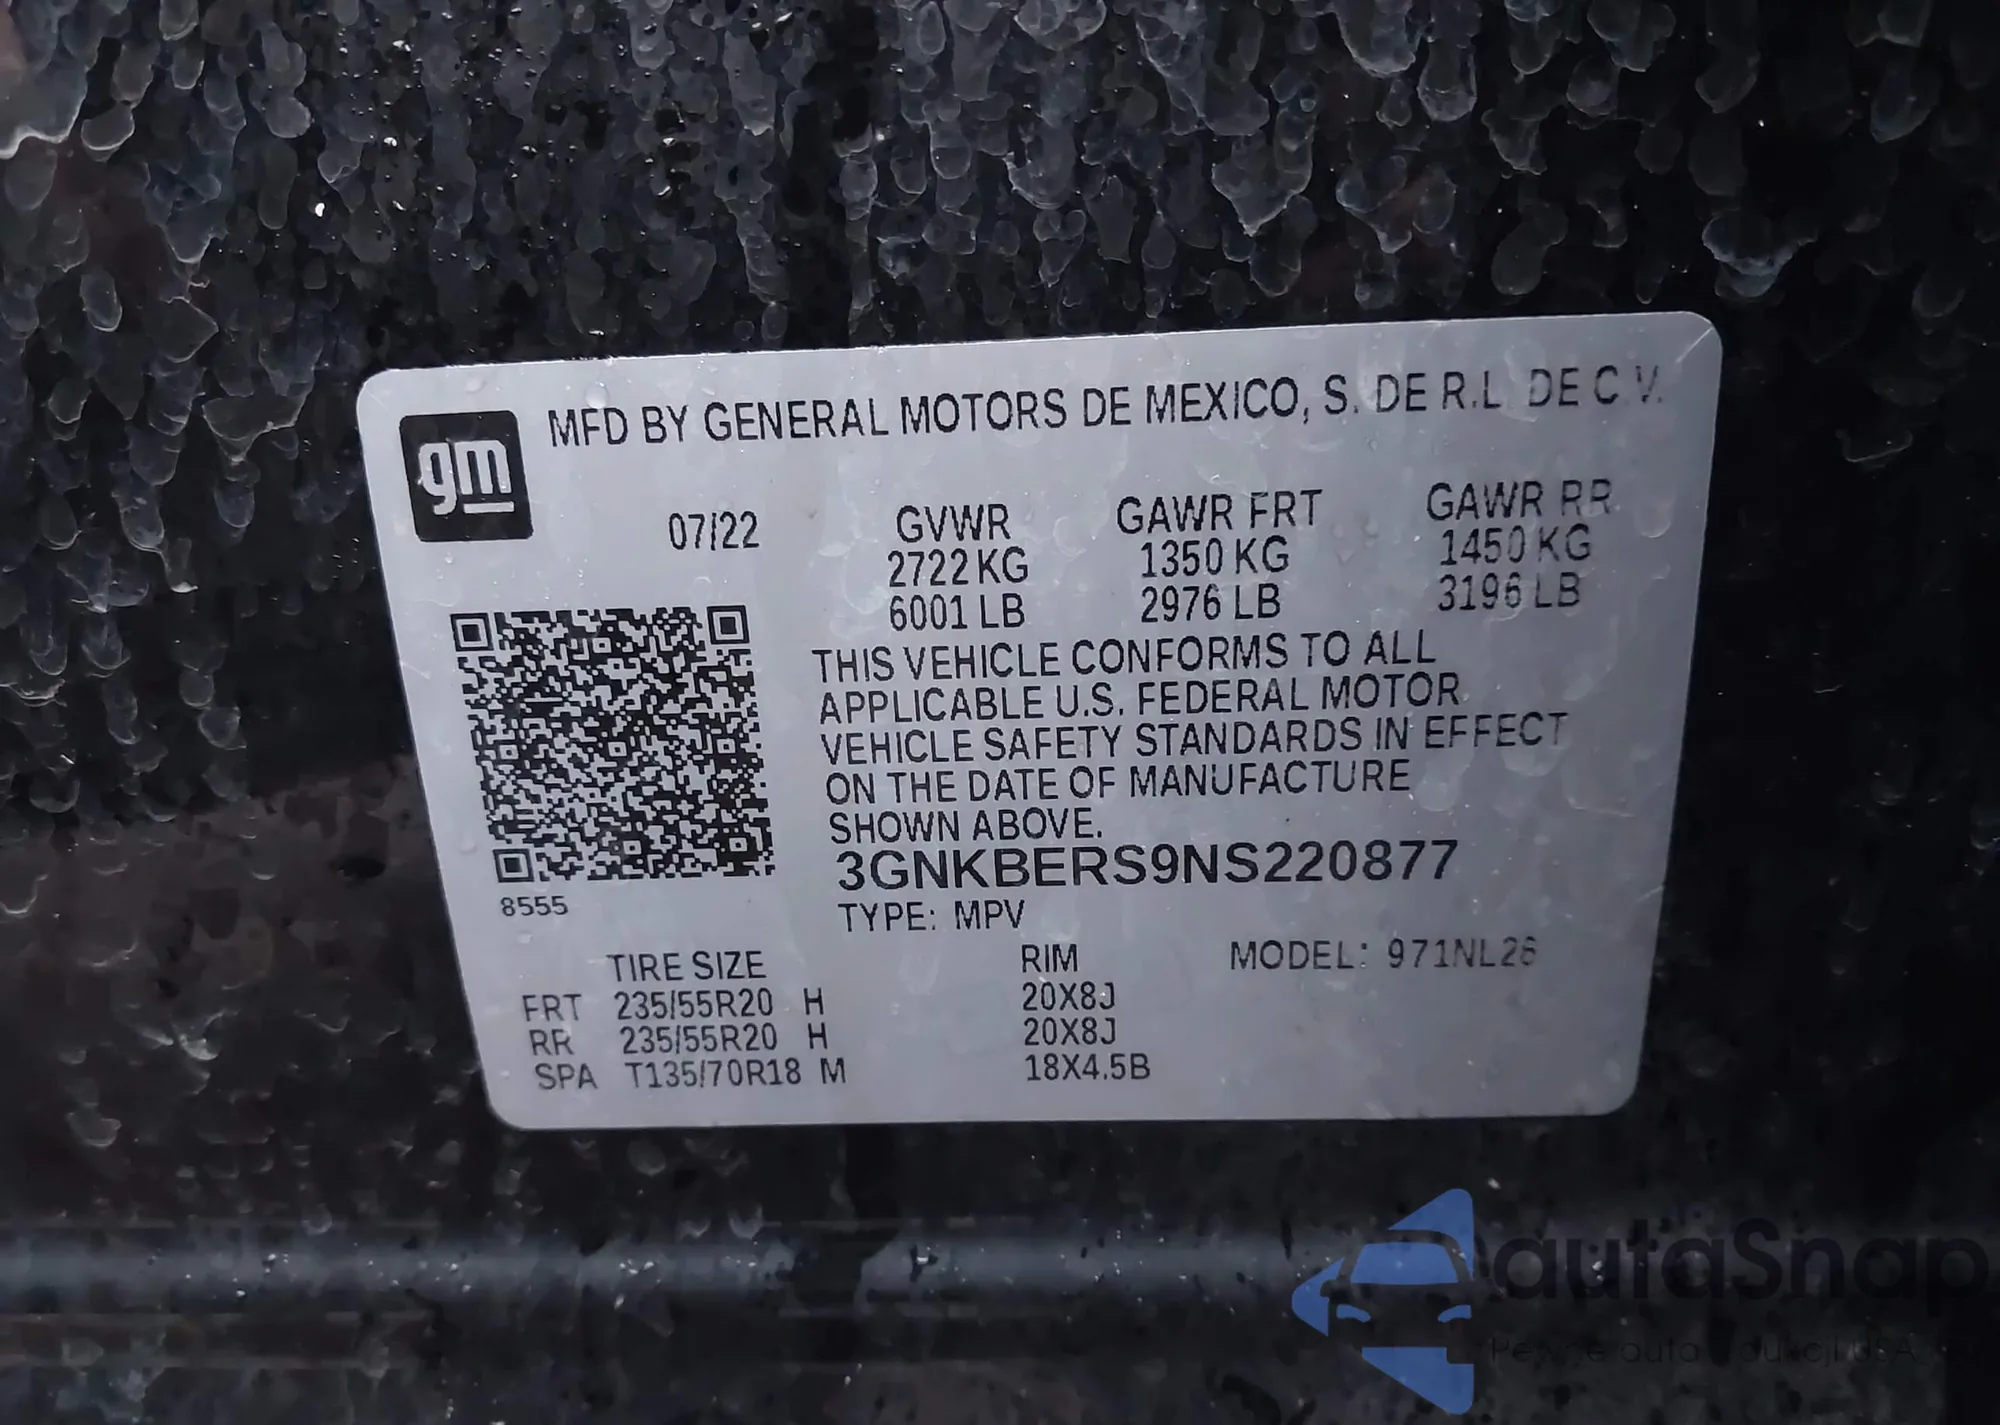 gm
MFD BY GENERAL MOTORS DE MEXICO, S. DE R.L. DE C.V.
07/22 GVWR GAWR FRT GAWR RR
2722 KG 1350 KG 1450 KG
6001 LB 2976 LB 3196 LB
THIS VEHICLE CONFORMS TO ALL
APPLICABLE U.S. FEDERAL MOTOR
VEHICLE SAFETY STANDARDS IN EFFECT
ON THE DATE OF MANUFACTURE
SHOWN ABOVE.
3GNKBERS9NS220877
8555
TYPE: MPV
TIRE SIZE RIM MODEL: 971NL26
FRT 235/55R20 H 20X8J
RR 235/55R20 H 20X8J
SPA T135/70R18 M 18X4.5B
autaSnap
auta USA